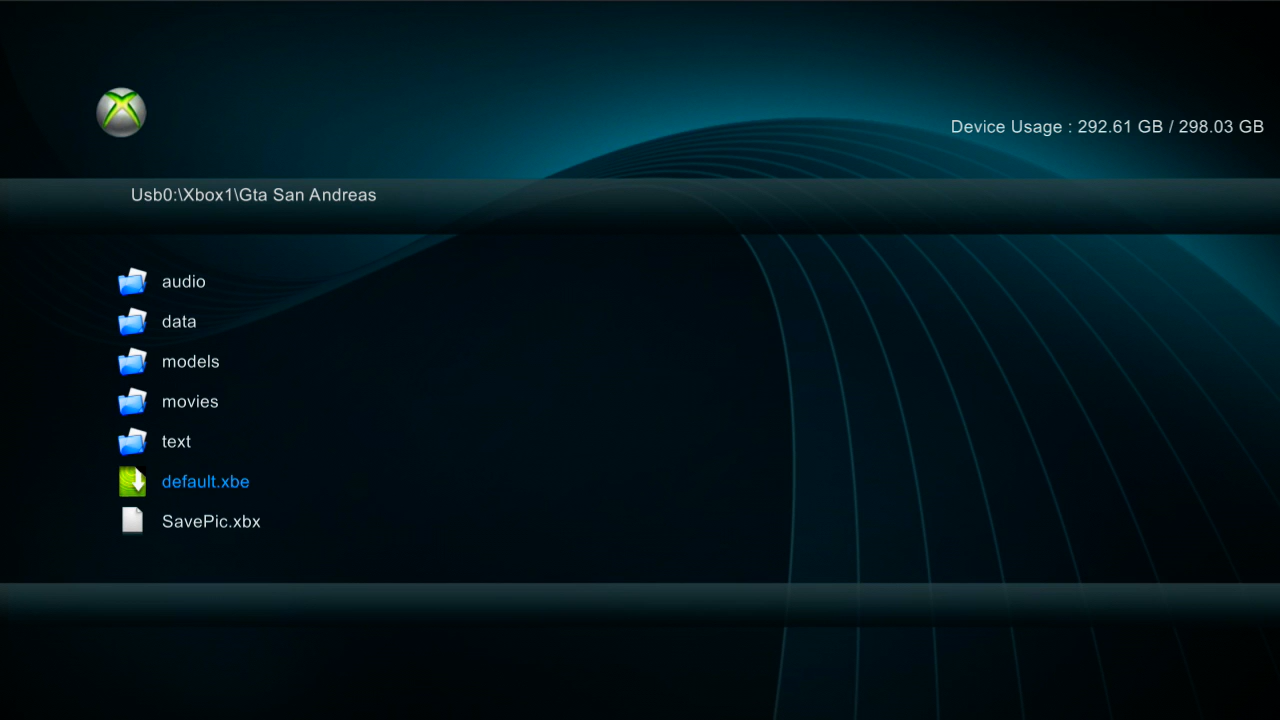 Device Usage : 292.61 GB / 298.03 GB
Usb0:\Xbox1\Gta San Andreas
audio
data
models
movies
text
default.xbe
SavePic.xbx